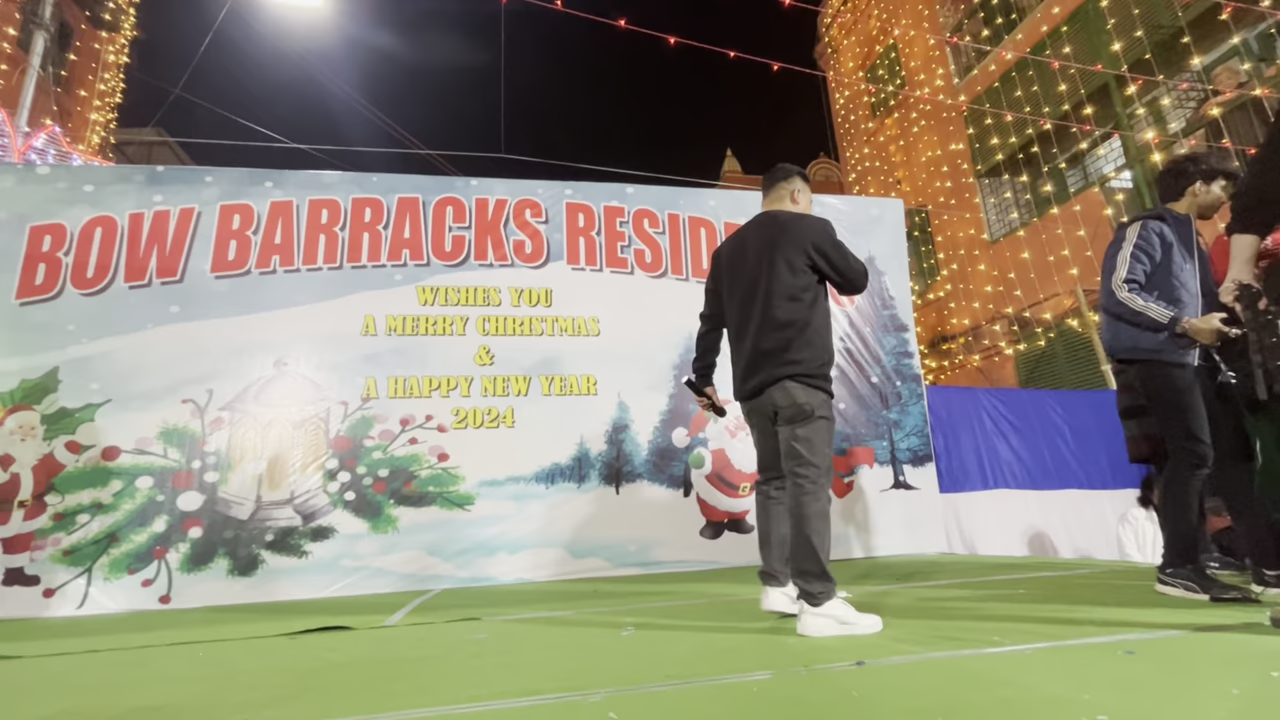 BOW BARRACKS RESID
WISHES YOU
A MERRY CHRISTMAS
&
A HAPPY NEW YEAR
2024